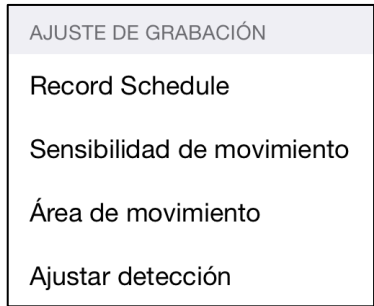 AJUSTE DE GRABACIÓN
Record Schedule
Sensibilidad de movimiento
Área de movimiento
Ajustar detección